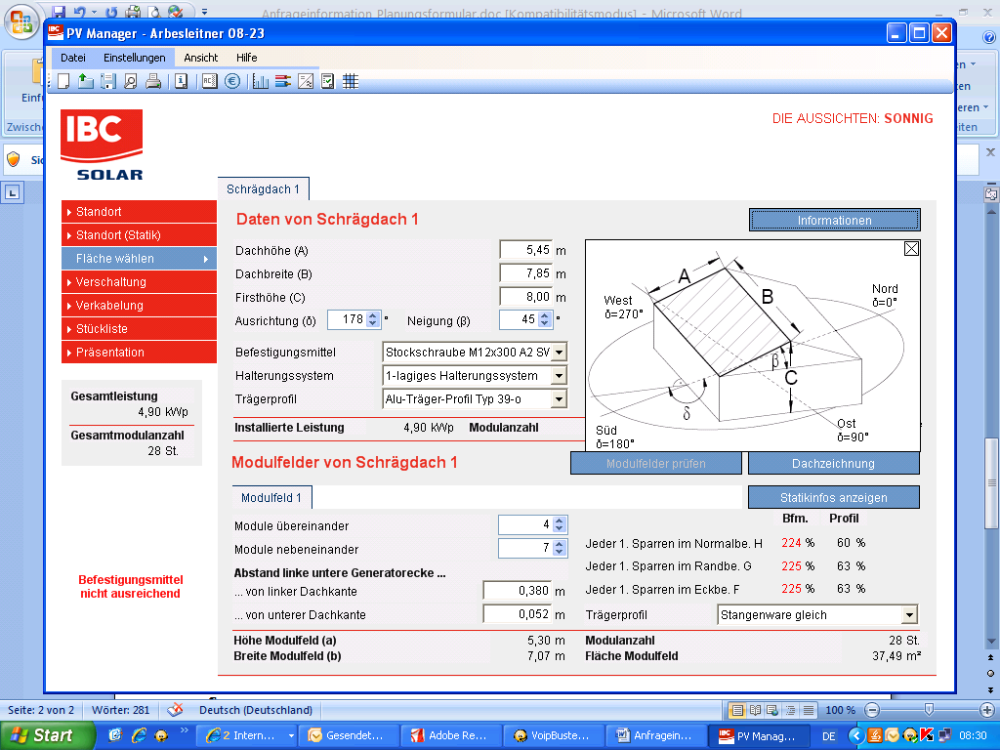 Anfrageinformation Planungsformular.doc [Kompatibilitätsmodus] - Microsoft Word
PV Manager - Arbesleitner 08-23
Datei Einstellungen Ansicht Hilfe
Einfü
Zwische
IBC
SOLAR
DIE AUSSICHTEN: SONNIG
Standort
Standort (Statik)
Fläche wählen
Verschaltung
Verkabelung
Stückliste
Präsentation
Gesamtleistung
4,90 kWp
Gesamtmodulanzahl
28 St.
Befestigungsmittel
nicht ausreichend
Schrägdach 1
Daten von Schrägdach 1
Informationen
Dachhöhe (A) 5,45 m
Dachbreite (B) 7,85 m
Firsthöhe (C) 8,00 m
Ausrichtung (δ) 178 ° Neigung (β) 45 °
Befestigungsmittel Stockschraube M12x300 A2 SW
Halterungssystem 1-lagiges Halterungssystem
Trägerprofil Alu-Träger-Profil Typ 39-o
Installierte Leistung 4,90 kWp Modulanzahl
A
B
C
β
δ
West
δ=270°
Nord
δ=0°
Süd
δ=180°
Ost
δ=90°
Modulfelder von Schrägdach 1
Modulfelder prüfen
Dachzeichnung
Modulfeld 1
Statikinfos anzeigen
Bfm. Profil
Module übereinander 4
Module nebeneinander 7
Jeder 1. Sparren im Normalbe. H 224 % 60 %
Jeder 1. Sparren im Randbe. G 225 % 63 %
Jeder 1. Sparren im Eckbe. F 225 % 63 %
Abstand linke untere Generatorecke ...
... von linker Dachkante 0,380 m
... von unterer Dachkante 0,052 m
Trägerprofil Stangenware gleich
Höhe Modulfeld (a) 5,30 m
Breite Modulfeld (b) 7,07 m
Modulanzahl 28 St.
Fläche Modulfeld 37,49 m²
Seite: 2 von 2 Wörter: 281 Deutsch (Deutschland) 100 %
Start 2 Intern... Gesendet... Adobe Re... VoipBuste... Anfragein... PV Manag... DE 08:30